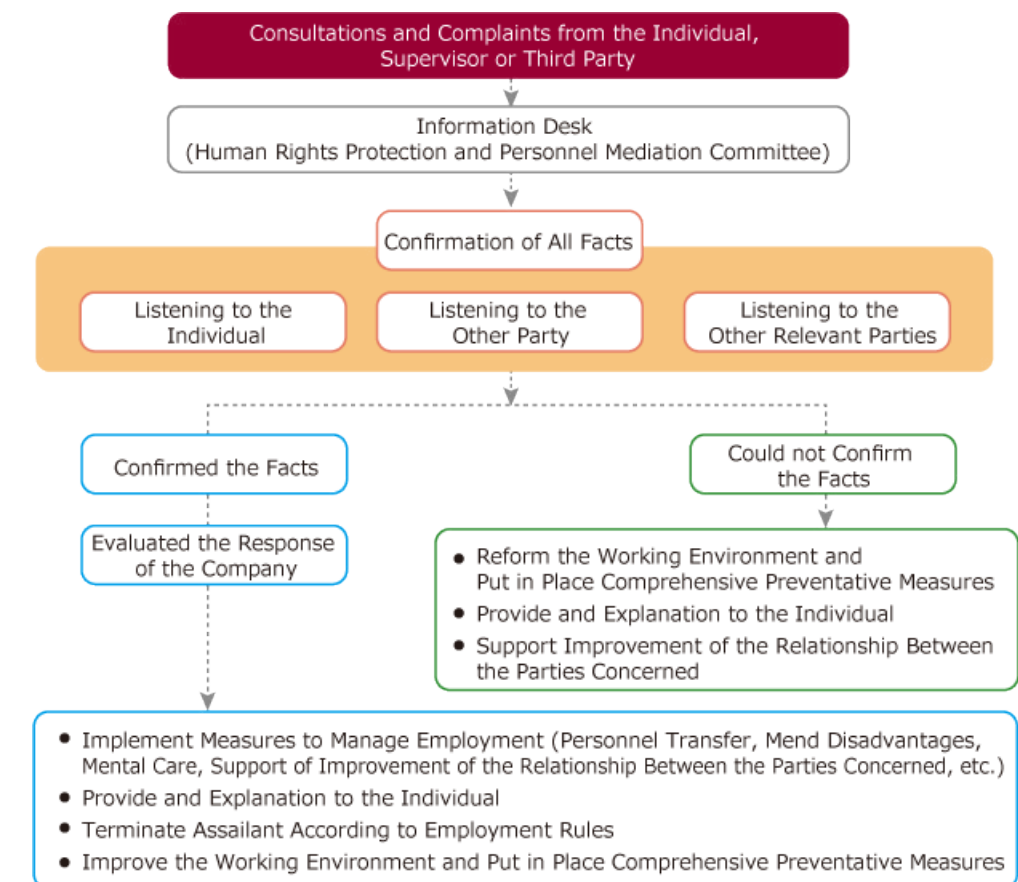 Consultations and Complaints from the Individual,
Supervisor or Third Party
Information Desk
(Human Rights Protection and Personnel Mediation Committee)
Confirmation of All Facts
Listening to the
Individual
Listening to the
Other Party
Listening to the
Other Relevant Parties
Confirmed the Facts
Could not Confirm
the Facts
Evaluated the Response
of the Company
● Reform the Working Environment and
Put in Place Comprehensive Preventative Measures
● Provide and Explanation to the Individual
● Support Improvement of the Relationship Between
the Parties Concerned
● Implement Measures to Manage Employment (Personnel Transfer, Mend Disadvantages,
Mental Care, Support of Improvement of the Relationship Between the Parties Concerned, etc.)
● Provide and Explanation to the Individual
● Terminate Assailant According to Employment Rules
● Improve the Working Environment and Put in Place Comprehensive Preventative Measures